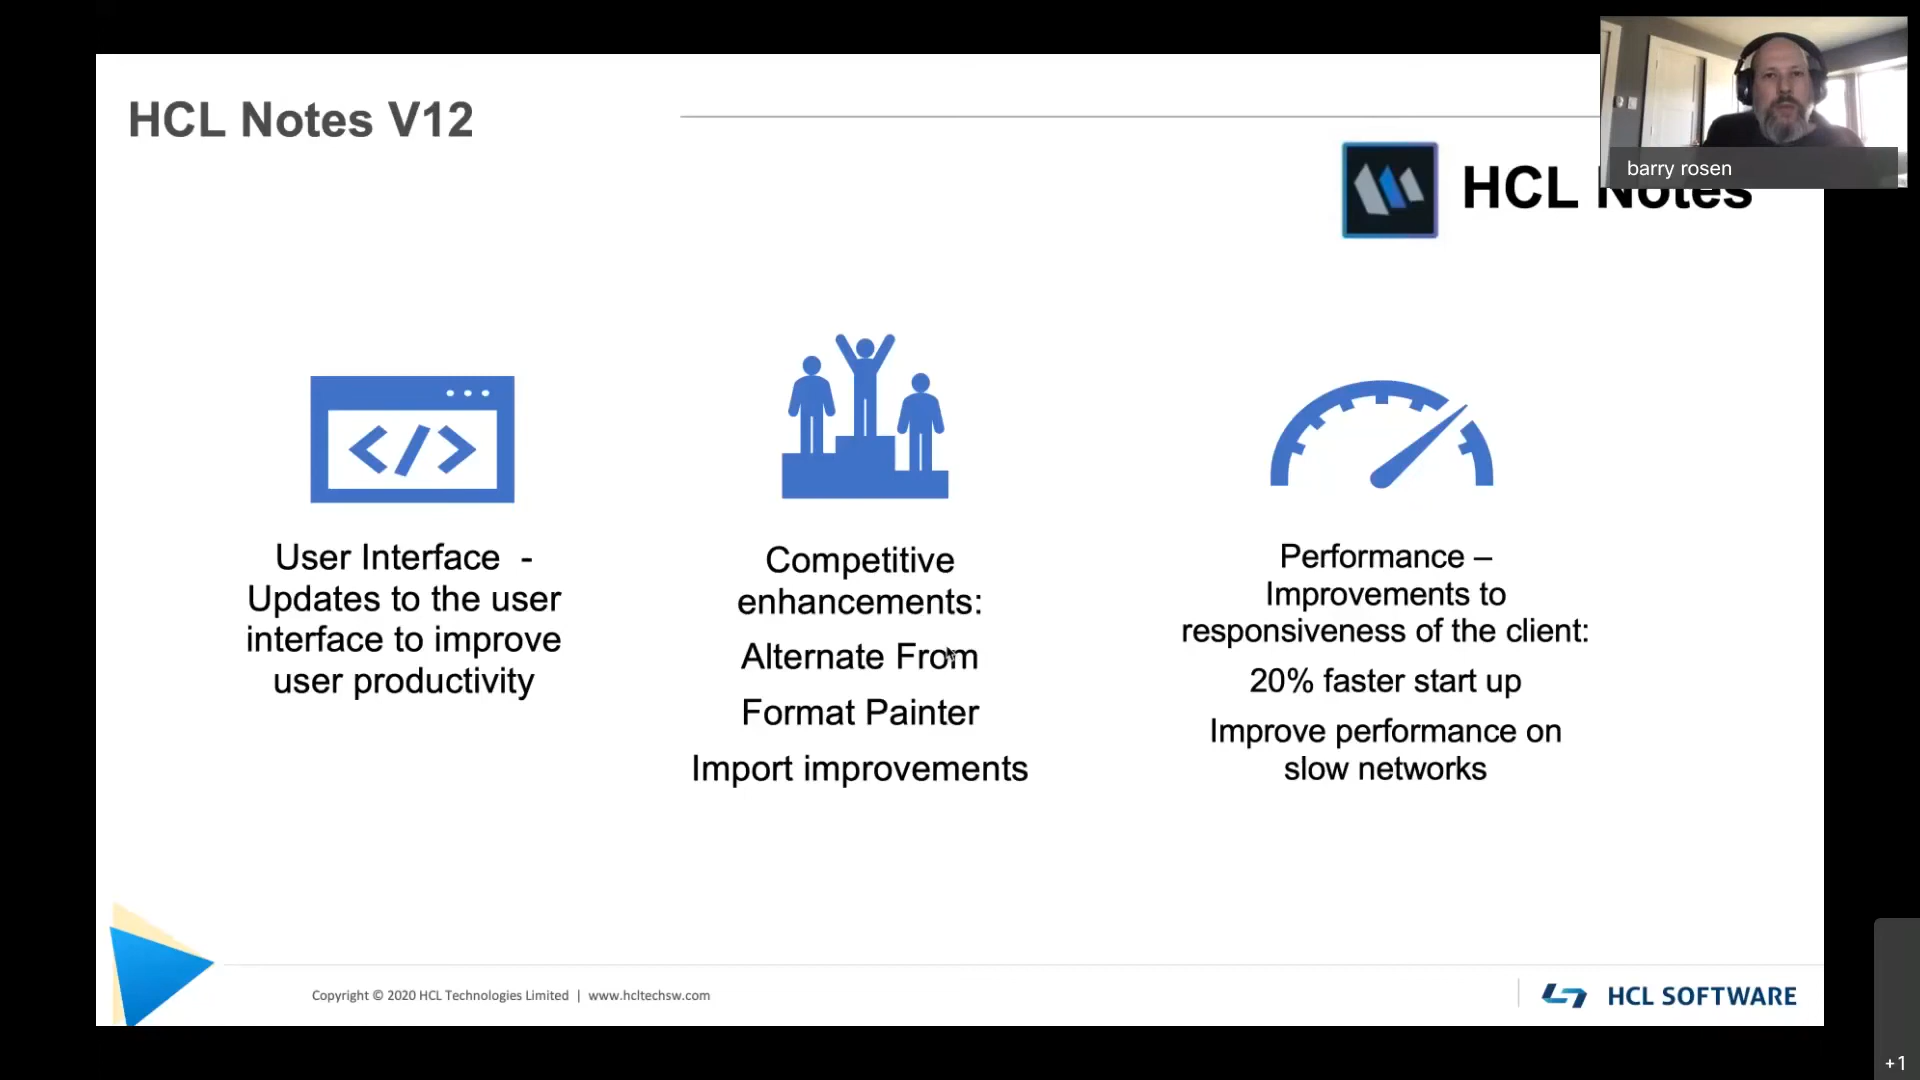 HCL Notes V12
barry rosen
HCL Notes
</>
User Interface -
Updates to the user
interface to improve
user productivity
Competitive
enhancements:
Alternate From
Format Painter
Import improvements
Performance –
Improvements to
responsiveness of the client:
20% faster start up
Improve performance on
slow networks
Copyright © 2020 HCL Technologies Limited | www.hcltechsw.com
HCL SOFTWARE
+1